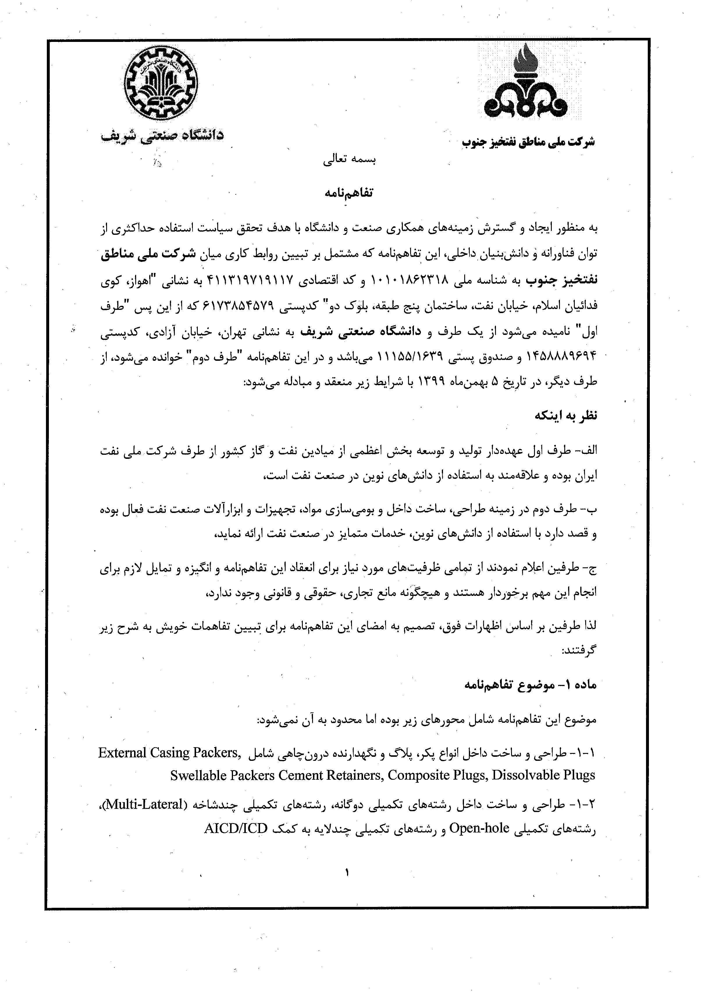 شرکت ملی مناطق نفتخیز جنوب
دانشگاه صنعتی شریف
بسمه تعالی
تفاهم‌نامه
به منظور ایجاد و گسترش زمینه‌های همکاری صنعت و دانشگاه با هدف تحقق سیاست استفاده حداکثری از
توان فناورانه و دانش‌بنیان داخلی، این تفاهم‌نامه که مشتمل بر تبیین روابط کاری میان شرکت ملی مناطق
نفتخیز جنوب به شناسه ملی ۱۰۱۰۱۸۶۲۳۱۸ و کد اقتصادی ۴۱۱۳۱۹۷۱۹۱۱۷ به نشانی "اهواز، کوی
فدائیان اسلام، خیابان نفت، ساختمان پنج طبقه، بلوک دو" کدپستی ۶۱۷۳۸۵۴۵۷۹ که از این پس "طرف
اول" نامیده می‌شود از یک طرف و دانشگاه صنعتی شریف به نشانی تهران، خیابان آزادی، کدپستی
۱۴۵۸۸۸۹۶۹۴ و صندوق پستی ۱۱۱۵۵/۱۶۳۹ می‌باشد و در این تفاهم‌نامه "طرف دوم" خوانده می‌شود، از
طرف دیگر، در تاریخ ۵ بهمن‌ماه ۱۳۹۹ با شرایط زیر منعقد و مبادله می‌شود:
نظر به اینکه
الف- طرف اول عهده‌دار تولید و توسعه بخش اعظمی از میادین نفت و گاز کشور از طرف شرکت ملی نفت
ایران بوده و علاقه‌مند به استفاده از دانش‌های نوین در صنعت نفت است،
ب- طرف دوم در زمینه طراحی، ساخت داخل و بومی‌سازی مواد، تجهیزات و ابزارآلات صنعت نفت فعال بوده
و قصد دارد با استفاده از دانش‌های نوین، خدمات متمایز در صنعت نفت ارائه نماید،
ج- طرفین اعلام نمودند از تمامی ظرفیت‌های مورد نیاز برای انعقاد این تفاهم‌نامه و انگیزه و تمایل لازم برای
انجام این مهم برخوردار هستند و هیچگونه مانع تجاری، حقوقی و قانونی وجود ندارد،
لذا طرفین بر اساس اظهارات فوق، تصمیم به امضای این تفاهم‌نامه برای تبیین تفاهمات خویش به شرح زیر
گرفتند:
ماده ۱- موضوع تفاهم‌نامه
موضوع این تفاهم‌نامه شامل محورهای زیر بوده اما محدود به آن نمی‌شود:
۱-۱- طراحی و ساخت داخل انواع پکر، پلاگ و نگهدارنده درون‌چاهی شامل External Casing Packers,
Swellable Packers Cement Retainers, Composite Plugs, Dissolvable Plugs
۱-۲- طراحی و ساخت داخل رشته‌های تکمیلی دوگانه، رشته‌های تکمیلی چندشاخه (Multi-Lateral)،
رشته‌های تکمیلی Open-hole و رشته‌های تکمیلی چندلایه به کمک AICD/ICD
۱